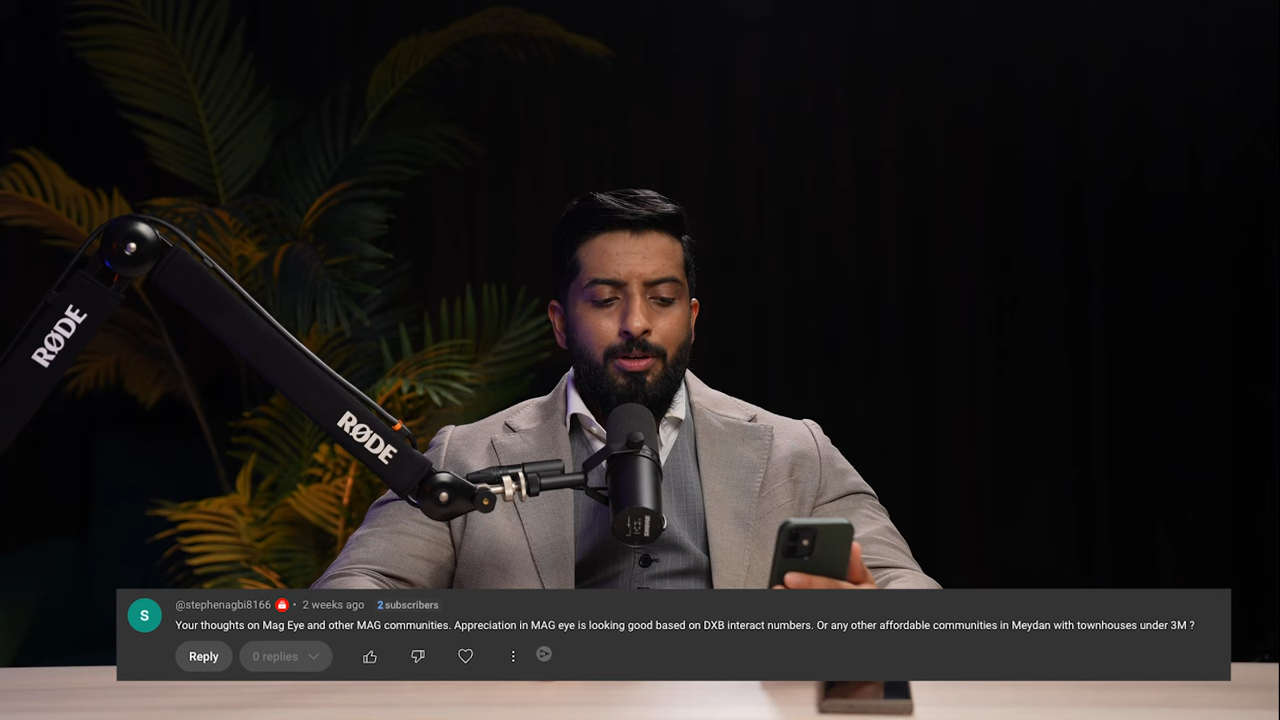 RØDE
RØDE
S
@stephenagbi8166 • 2 weeks ago 2 subscribers
Your thoughts on Mag Eye and other MAG communities. Appreciation in MAG eye is looking good based on DXB interact numbers. Or any other affordable communities in Meydan with townhouses under 3M ?
Reply 0 replies